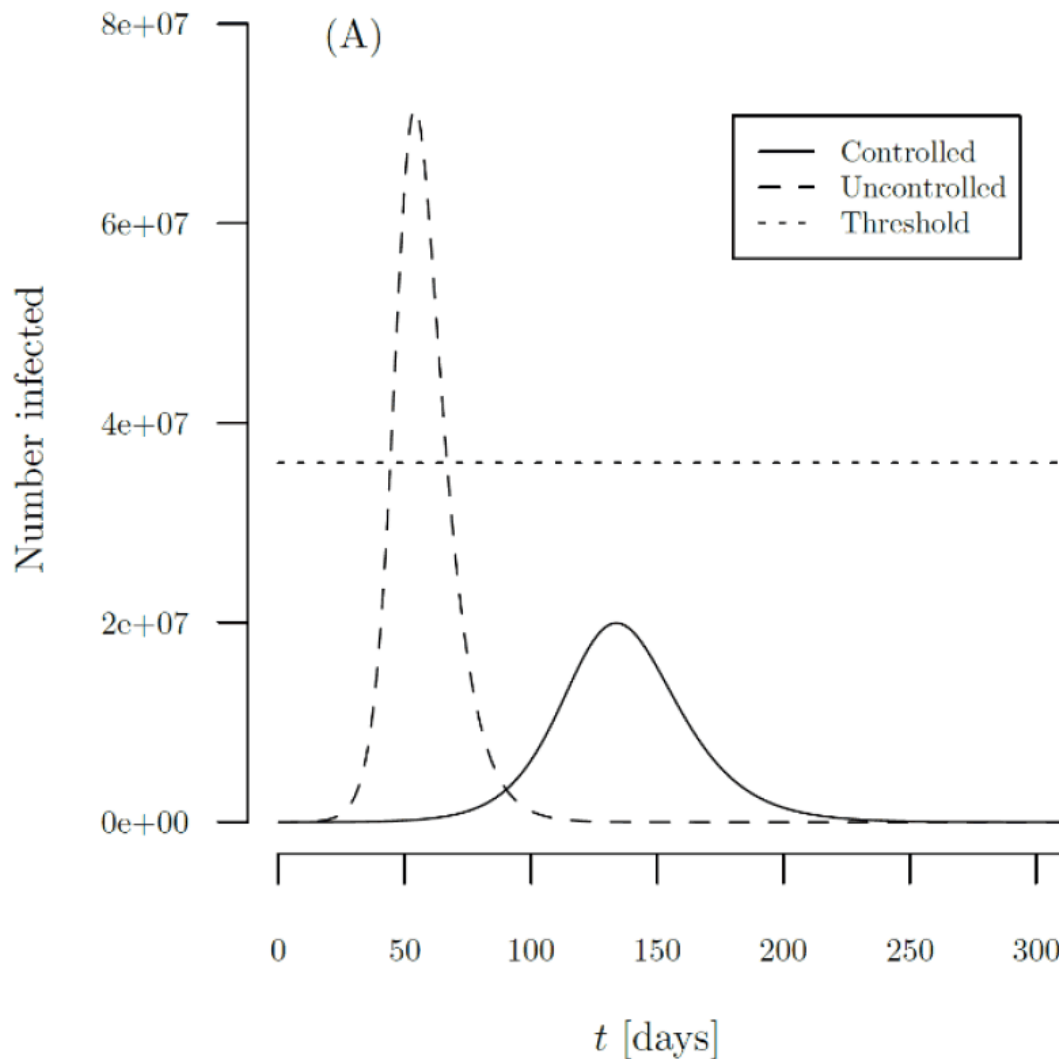 (A)
8e+07
6e+07
4e+07
2e+07
0e+00
Number infected
Controlled
Uncontrolled
Threshold
0 50 100 150 200 250 300
t [days]